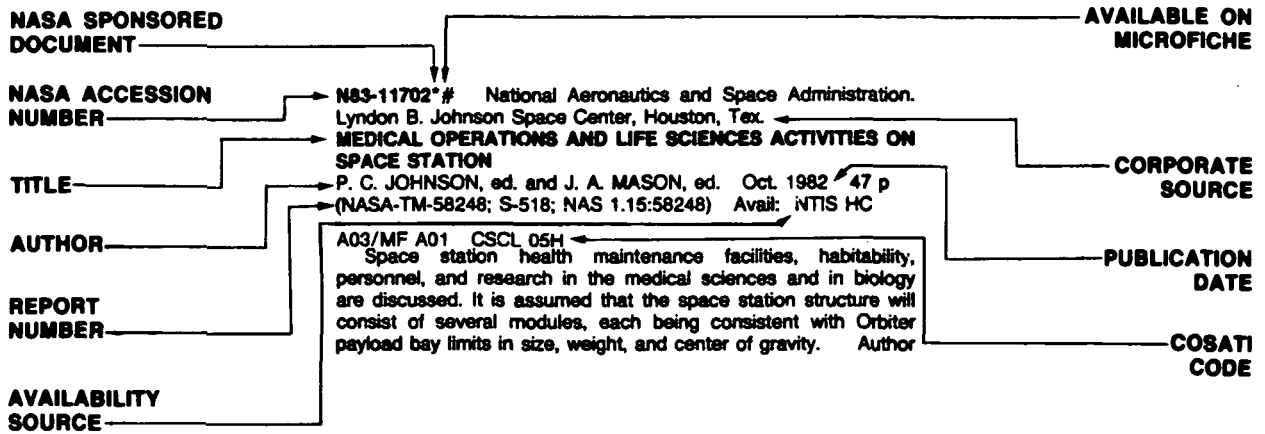 NASA SPONSORED
DOCUMENT
AVAILABLE ON
MICROFICHE
NASA ACCESSION
NUMBER
N83-11702*# National Aeronautics and Space Administration.
Lyndon B. Johnson Space Center, Houston, Tex.
MEDICAL OPERATIONS AND LIFE SCIENCES ACTIVITIES ON
SPACE STATION
TITLE
CORPORATE
SOURCE
P. C. JOHNSON, ed. and J. A. MASON, ed. Oct. 1982 47 p
(NASA-TM-58248; S-518; NAS 1.15:58248) Avail: NTIS HC
AUTHOR
A03/MF A01 CSCL 05H
Space station health maintenance facilities, habitability,
personnel, and research in the medical sciences and in biology
are discussed. It is assumed that the space station structure will
consist of several modules, each being consistent with Orbiter
payload bay limits in size, weight, and center of gravity. Author
PUBLICATION
DATE
REPORT
NUMBER
COSATI
CODE
AVAILABILITY
SOURCE